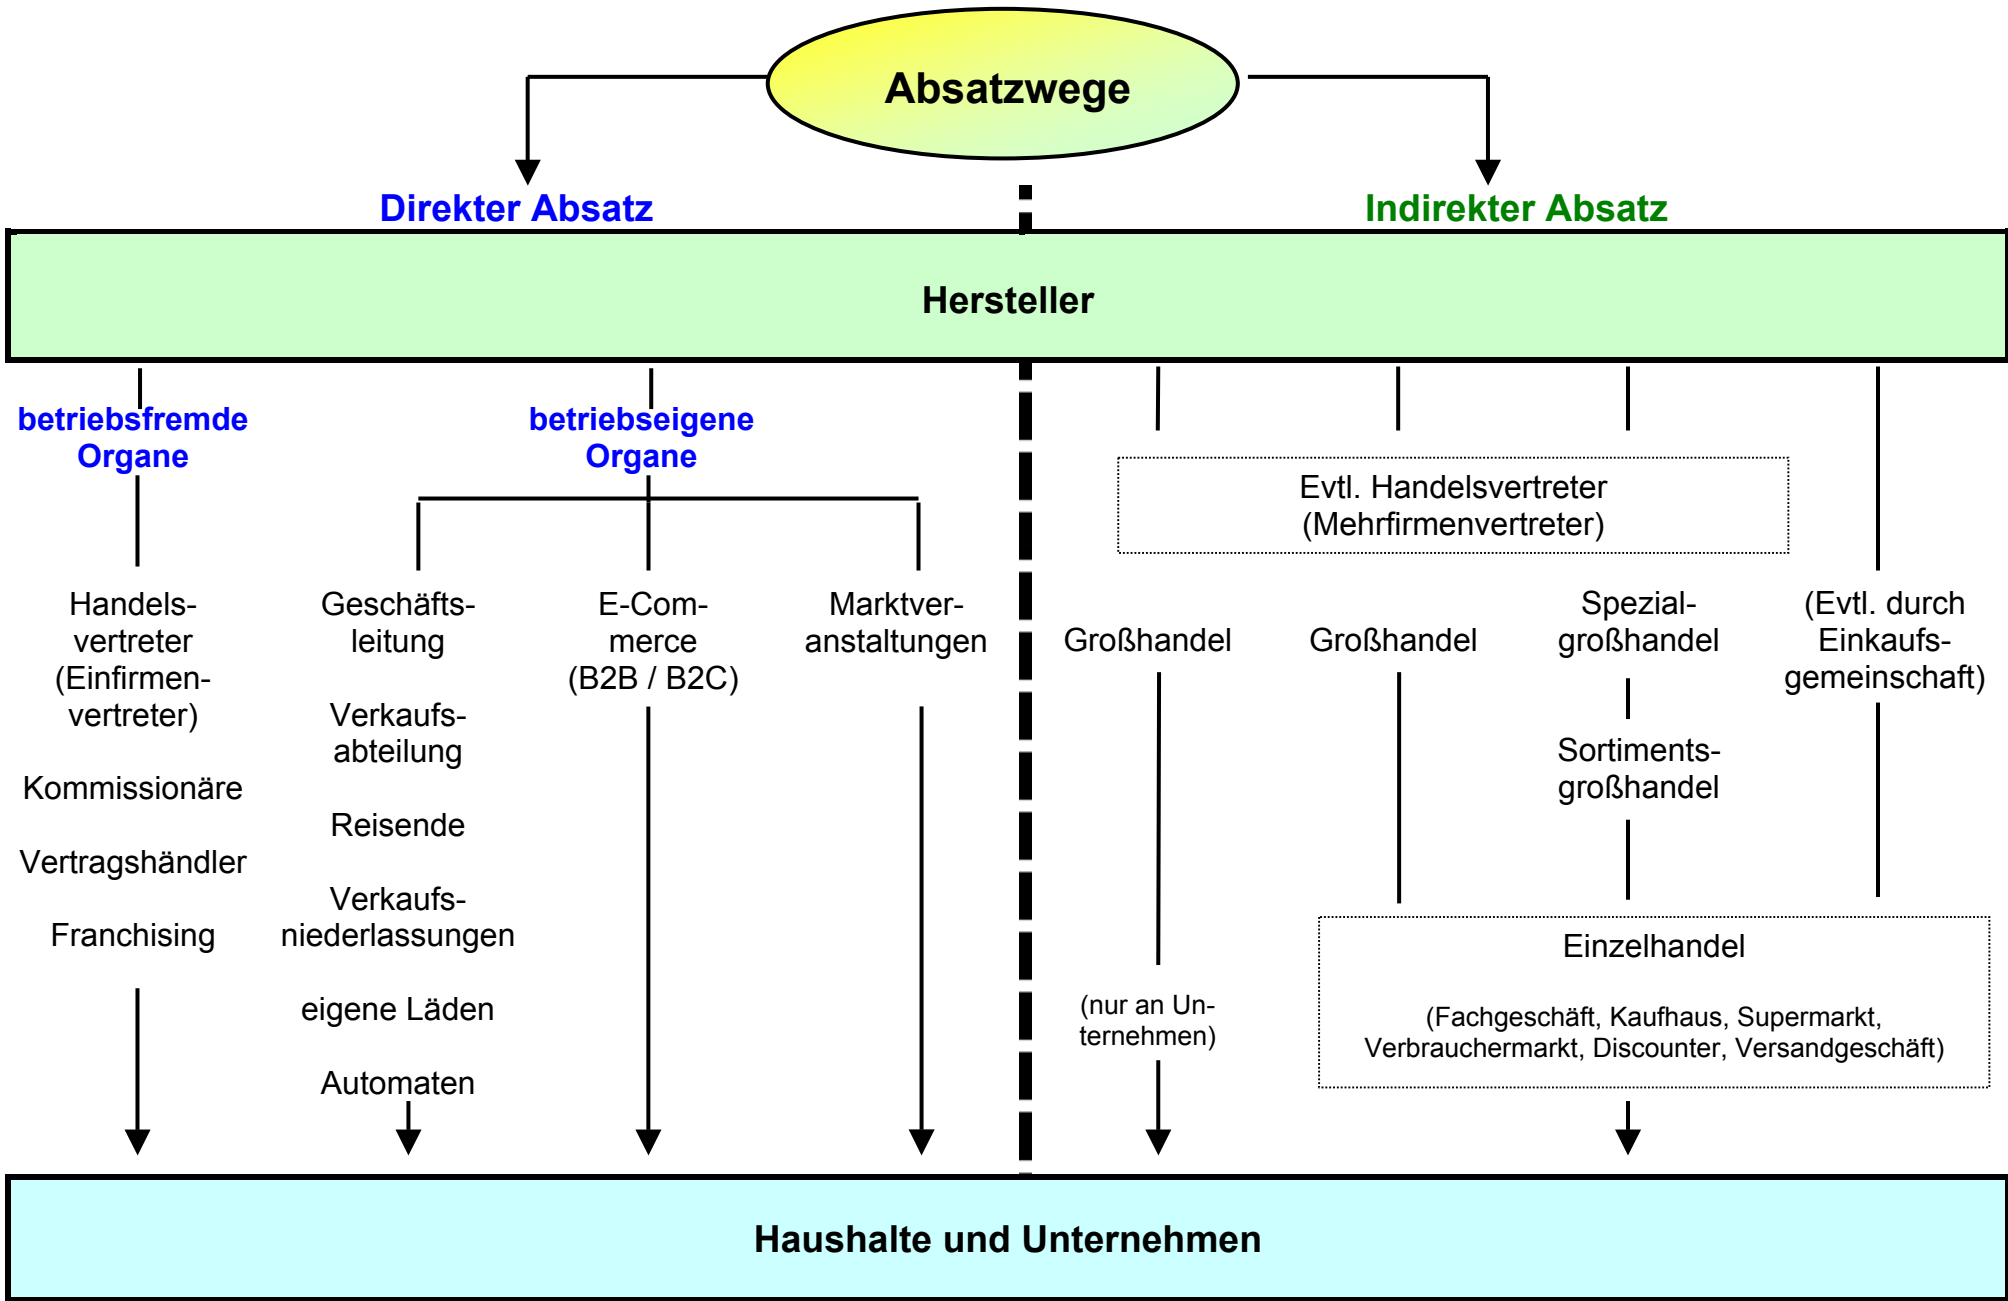 Absatzwege
Direkter Absatz
Indirekter Absatz
Hersteller
betriebsfremde
Organe
betriebseigene
Organe
Evtl. Handelsvertreter
(Mehrfirmenvertreter)
Handels-
vertreter
(Einfirmen-
vertreter)
Kommissionäre
Vertragshändler
Franchising
Geschäfts-
leitung
Verkaufs-
abteilung
Reisende
Verkaufs-
niederlassungen
eigene Läden
Automaten
E-Com-
merce
(B2B / B2C)
Marktver-
anstaltungen
Großhandel
(nur an Un-
ternehmen)
Großhandel
Spezial-
großhandel
Sortiments-
großhandel
(Evtl. durch
Einkaufs-
gemeinschaft)
Einzelhandel
(Fachgeschäft, Kaufhaus, Supermarkt,
Verbrauchermarkt, Discounter, Versandgeschäft)
Haushalte und Unternehmen